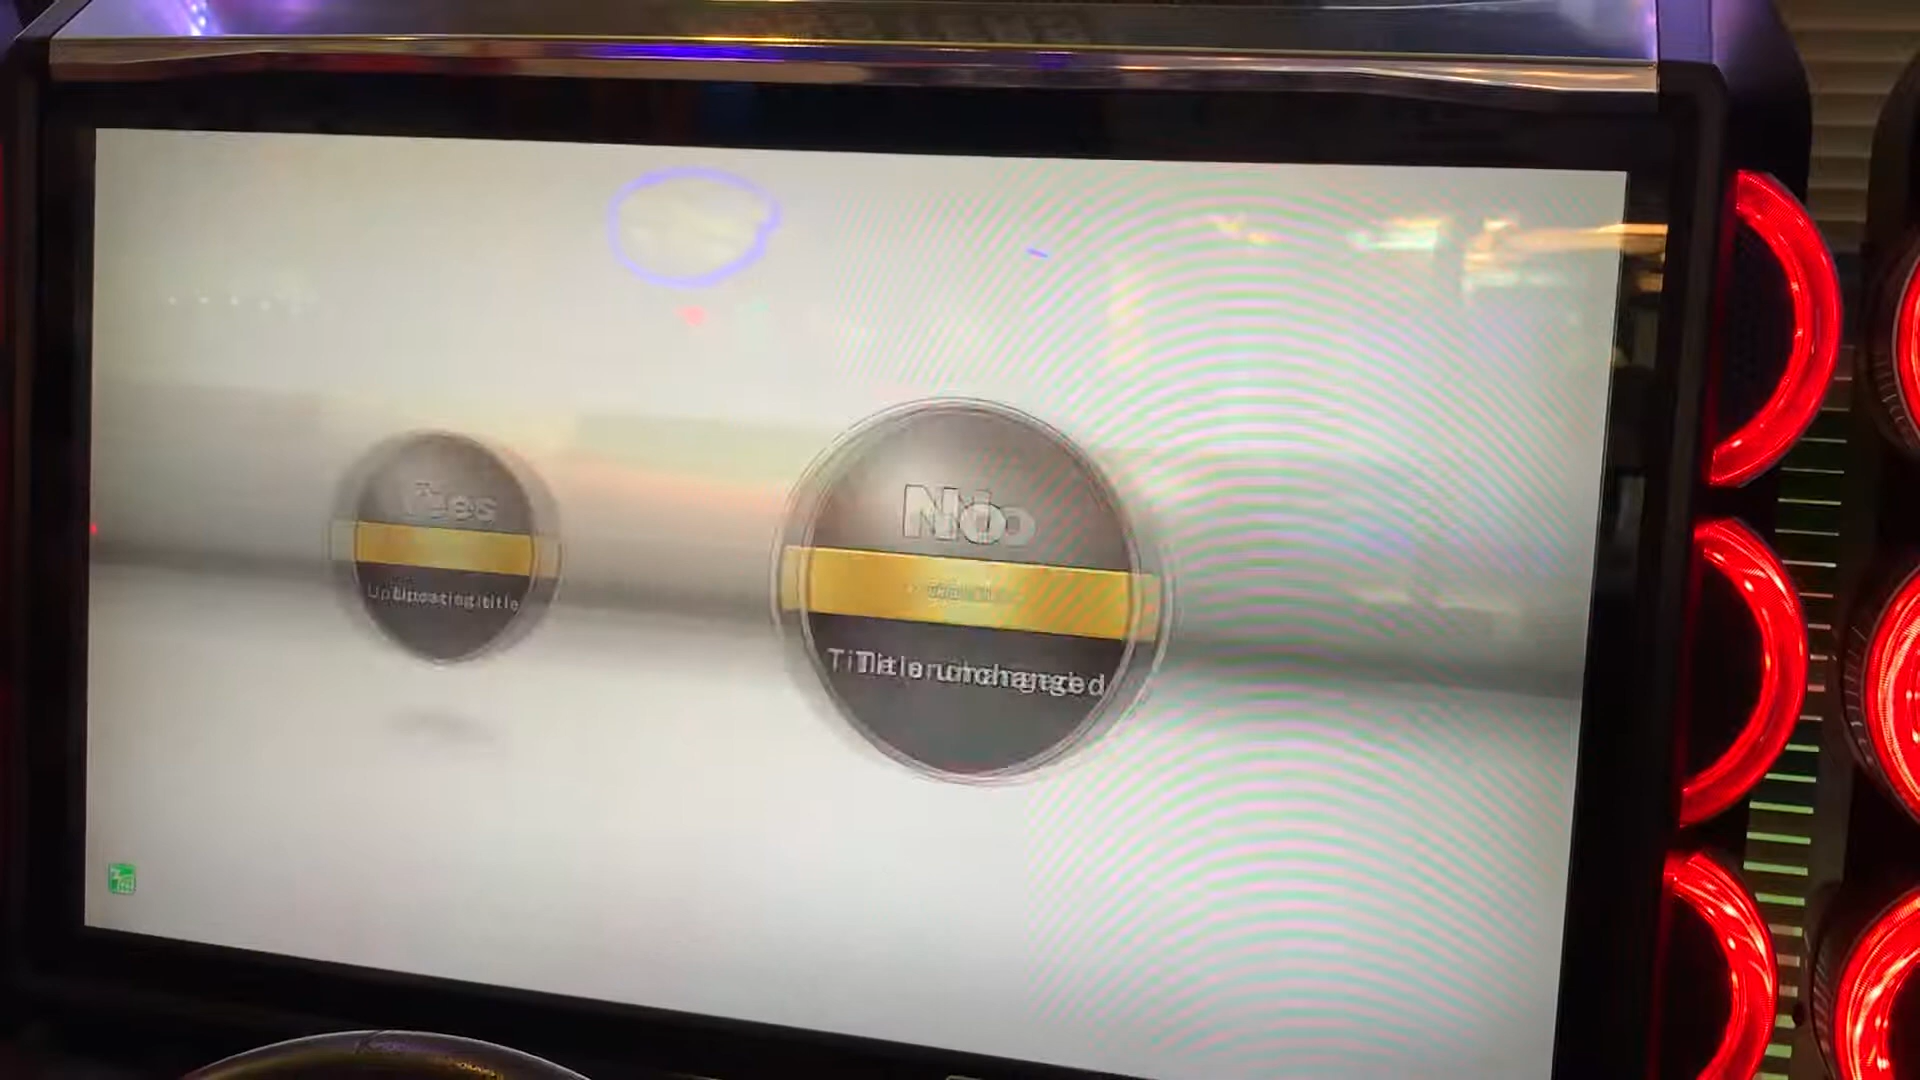 Yes
Updating title
No
Title unchanged